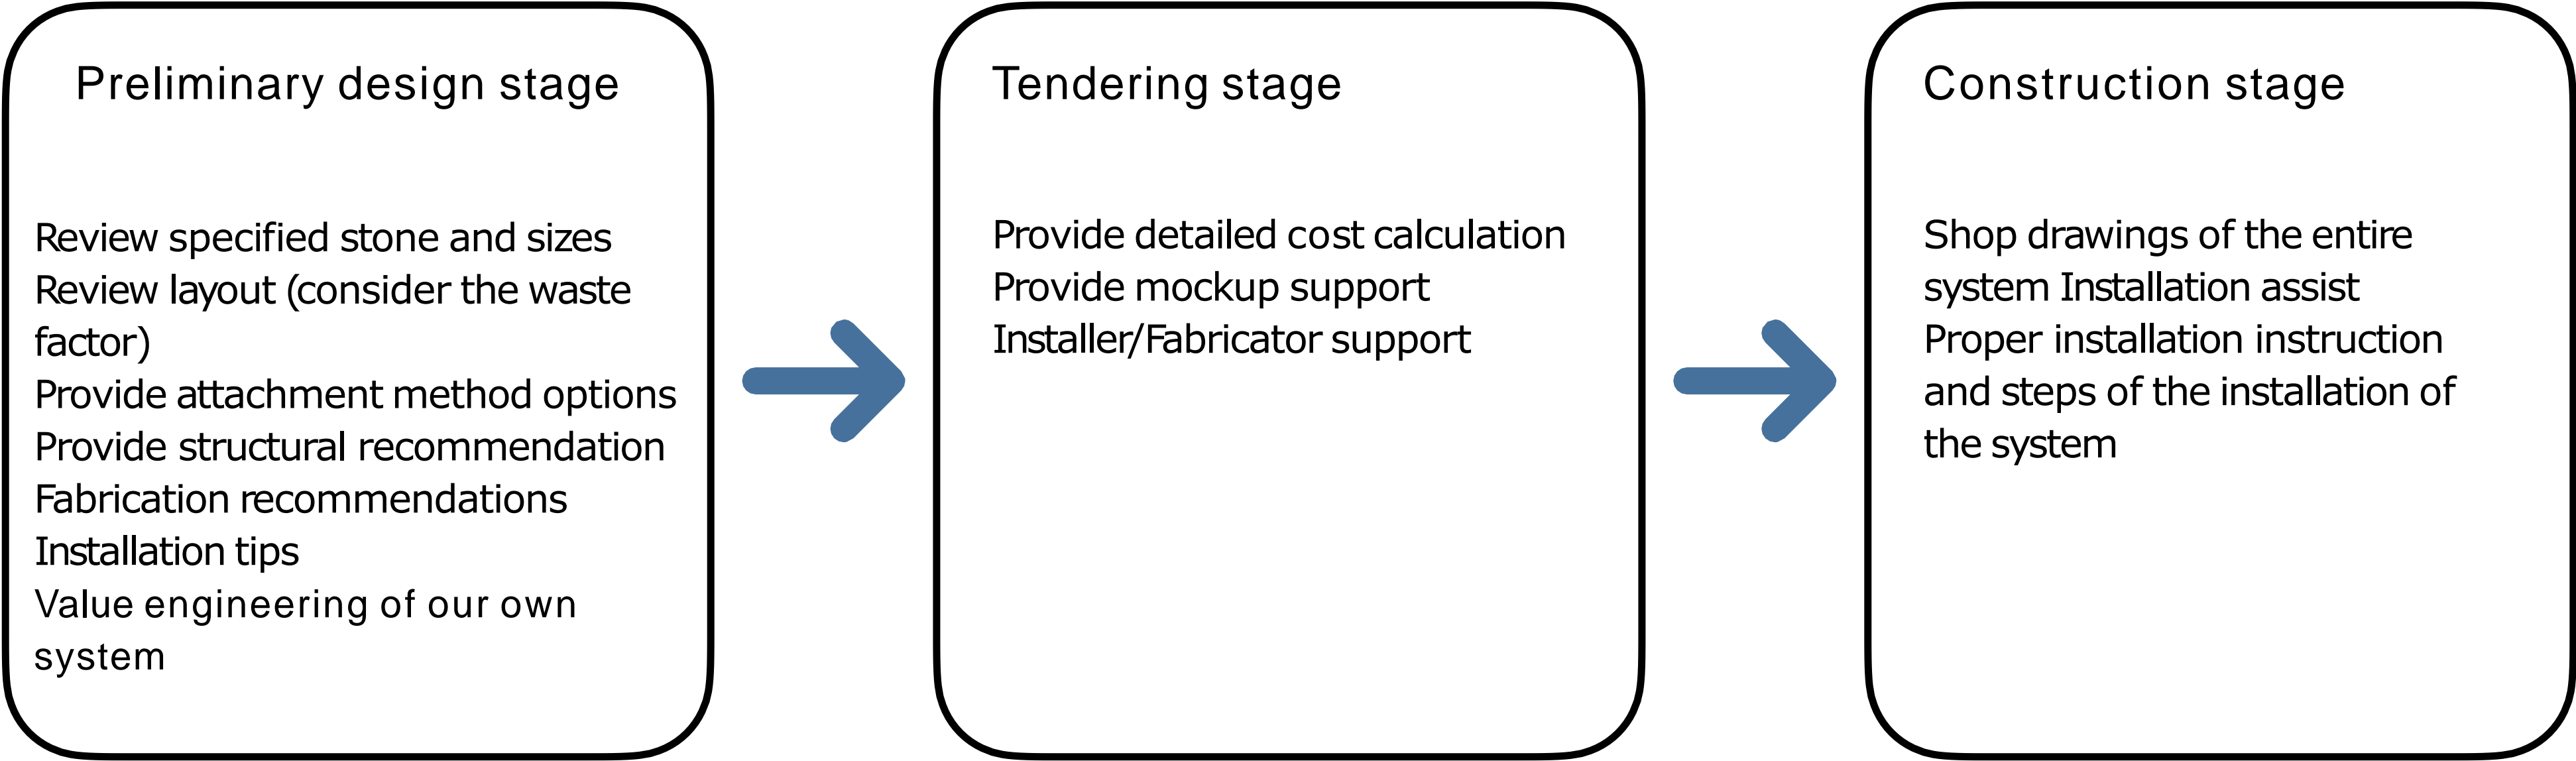 Preliminary design stage
Review specified stone and sizes
Review layout (consider the waste
factor)
Provide attachment method options
Provide structural recommendation
Fabrication recommendations
Installation tips
Value engineering of our own
system
Tendering stage
Provide detailed cost calculation
Provide mockup support
Installer/Fabricator support
Construction stage
Shop drawings of the entire
system Installation assist
Proper installation instruction
and steps of the installation of
the system